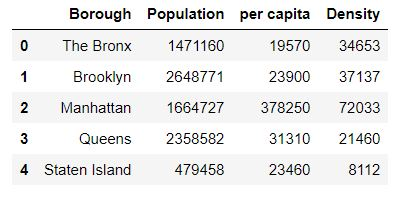 Borough Population per capita Density
0 The Bronx 1471160 19570 34653
1 Brooklyn 2648771 23900 37137
2 Manhattan 1664727 378250 72033
3 Queens 2358582 31310 21460
4 Staten Island 479458 23460 8112